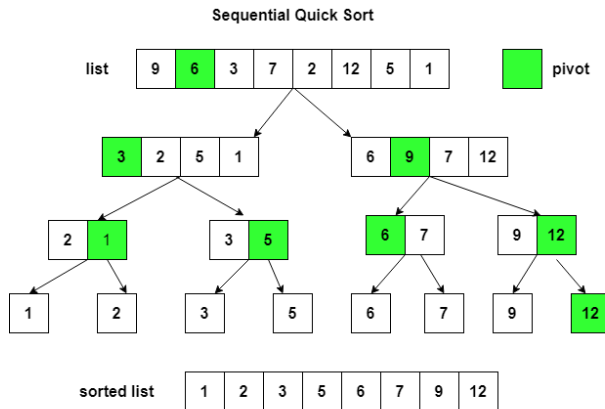 Sequential Quick Sort
list 9 6 3 7 2 12 5 1 pivot
3 2 5 1 6 9 7 12
2 1 3 5 6 7 9 12
1 2 3 5 6 7 9 12
sorted list 1 2 3 5 6 7 9 12